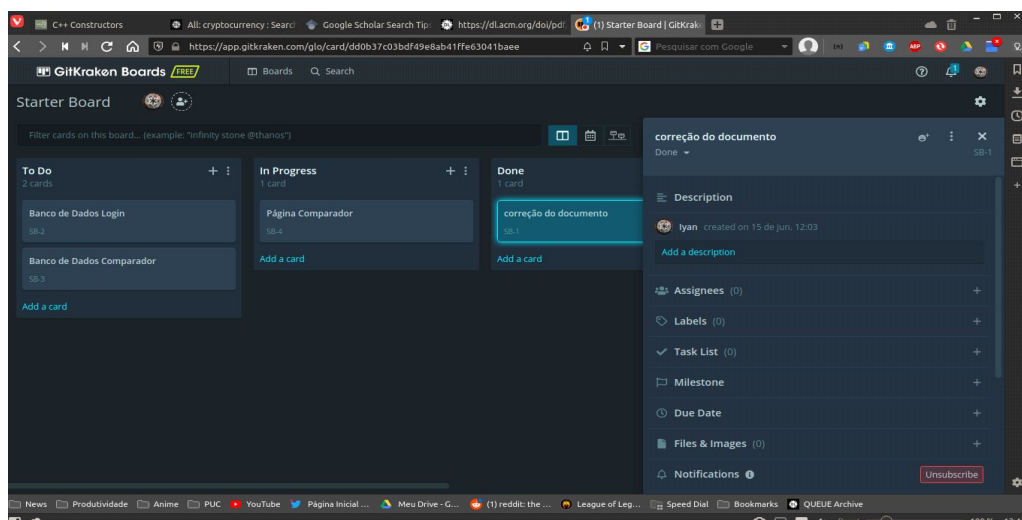 C++ Constructors
All: cryptocurrency : Searcl
Google Scholar Search Tip:
https://dl.acm.org/doi/pdf
(1) Starter Board | GitKrak
https://app.gitkraken.com/glo/card/dd0b37c03bdf49e8ab41ffe63041baee
Pesquisar com Google
GitKraken Boards FREE
Boards
Search
Starter Board
Filter cards on this board... (example: "Infinity stone @thanos")
To Do
2 cards
Banco de Dados Login
SB-2
Banco de Dados Comparador
SB-3
Add a card
In Progress
1 card
Página Comparador
SB-4
Add a card
Done
1 card
correção do documento
SB-1
Add a card
correção do documento
Done
SB-1
Description
Iyan created on 15 de jun. 12:03
Add a description
Assignees (0)
Labels (0)
Task List (0)
Milestone
Due Date
Files & Images (0)
Notifications
Unsubscribe
News
Produtividade
Anime
PUC
YouTube
Página Inicial ...
Meu Drive - G...
(1) reddit: the ...
League of Leg...
Speed Dial
Bookmarks
QUEUE Archive